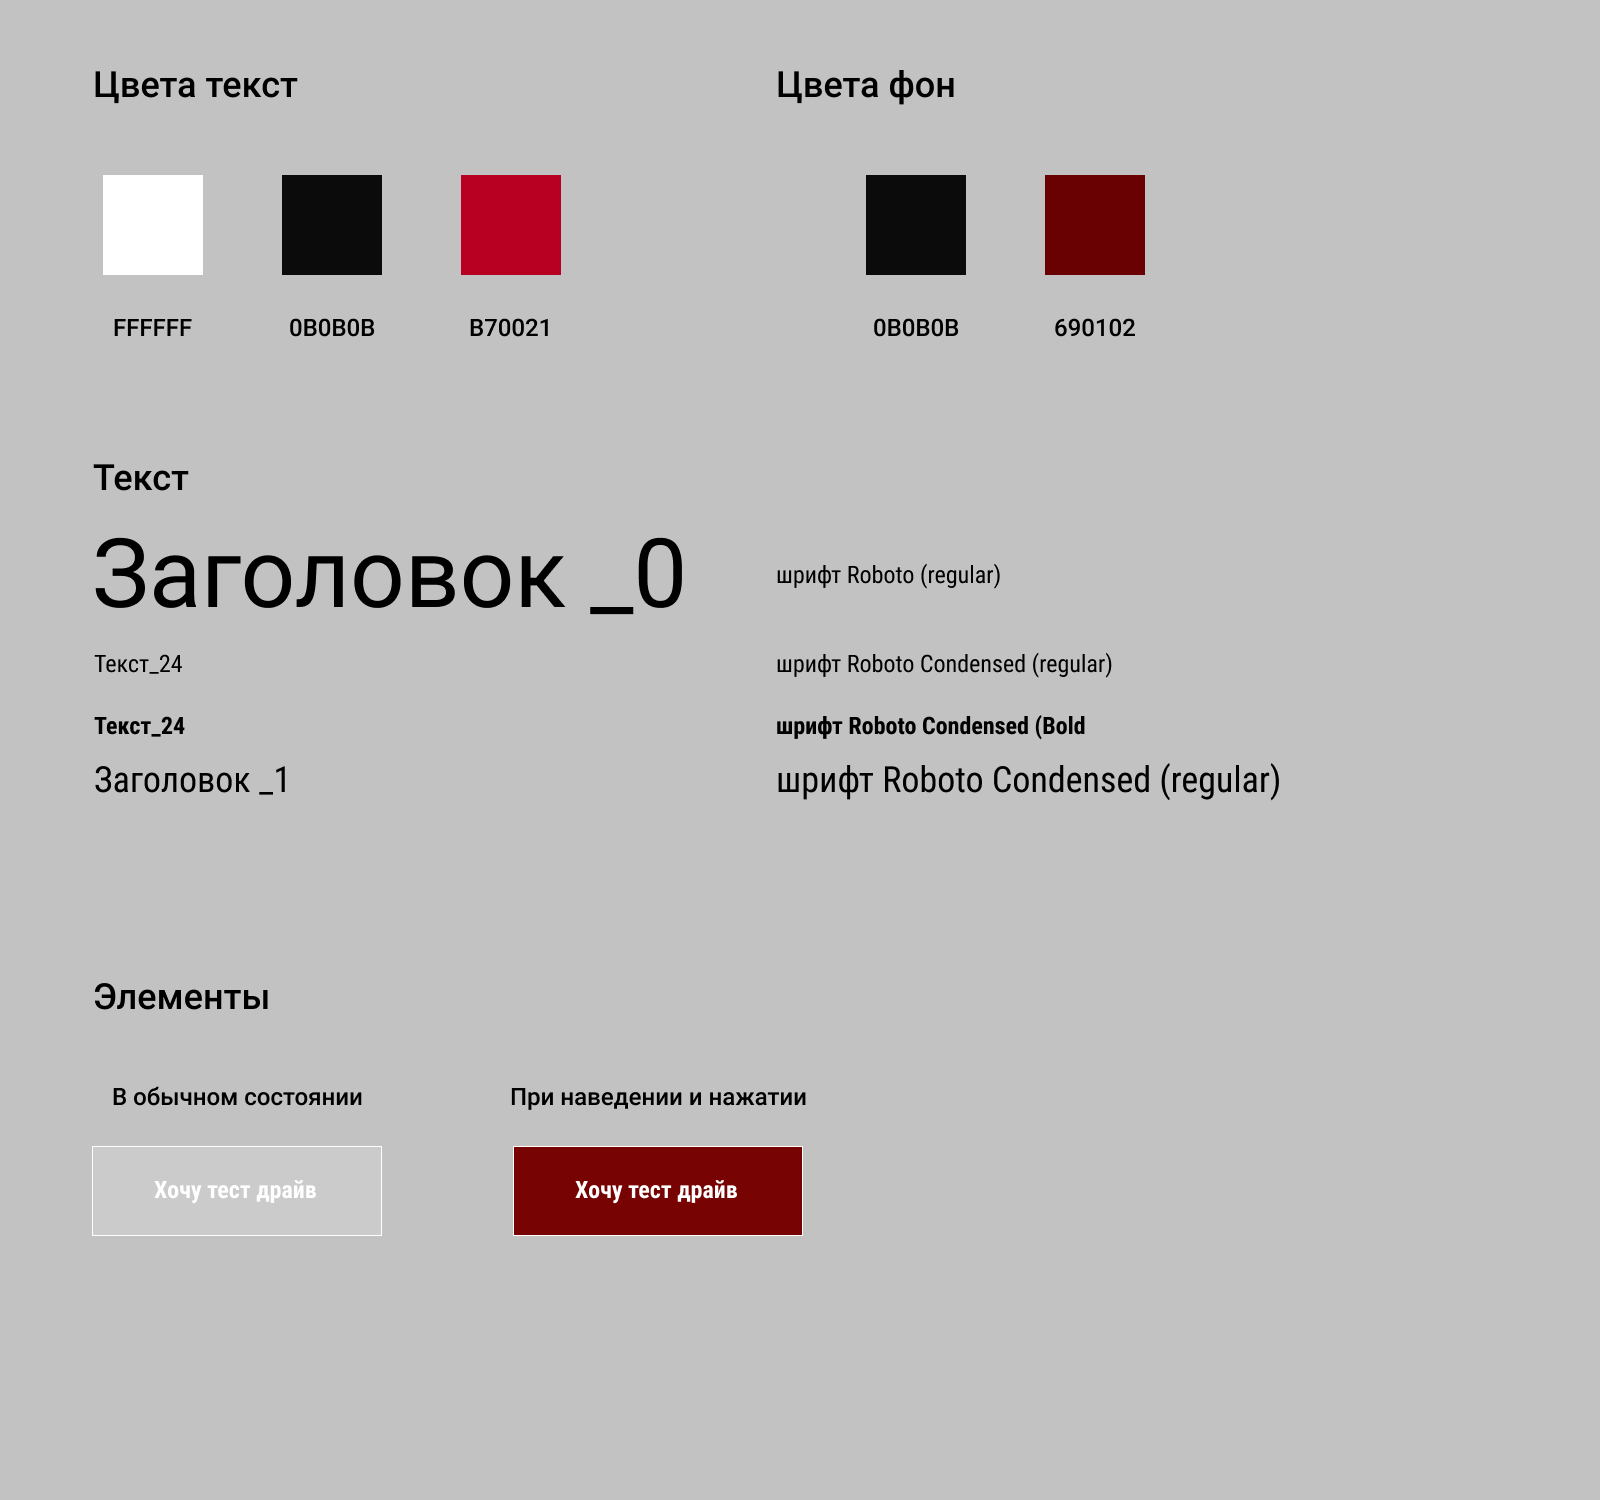 Цвета текст
Цвета фон
FFFFFF
0B0B0B
B70021
0B0B0B
690102
Текст
Заголовок _0
шрифт Roboto (regular)
Текст_24
шрифт Roboto Condensed (regular)
Текст_24
шрифт Roboto Condensed (Bold
Заголовок _1
шрифт Roboto Condensed (regular)
Элементы
В обычном состоянии
При наведении и нажатии
Хочу тест драйв
Хочу тест драйв